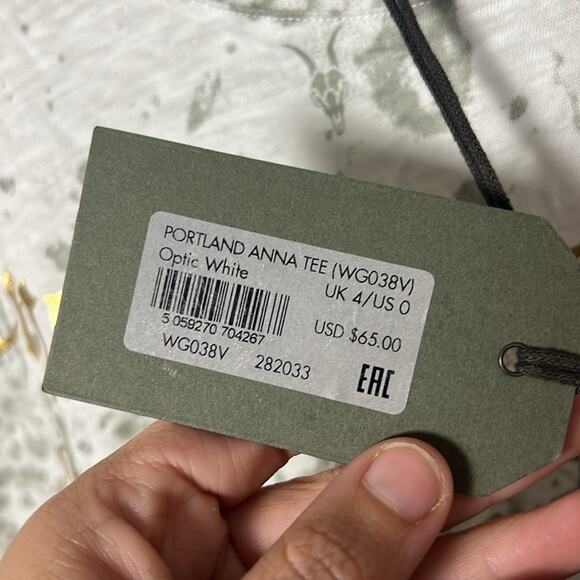 PORTLAND ANNA TEE (WG038V)
Optic White
UK 4/US 0
5 059270 704267
USD $65.00
WG038V 282033
EAC